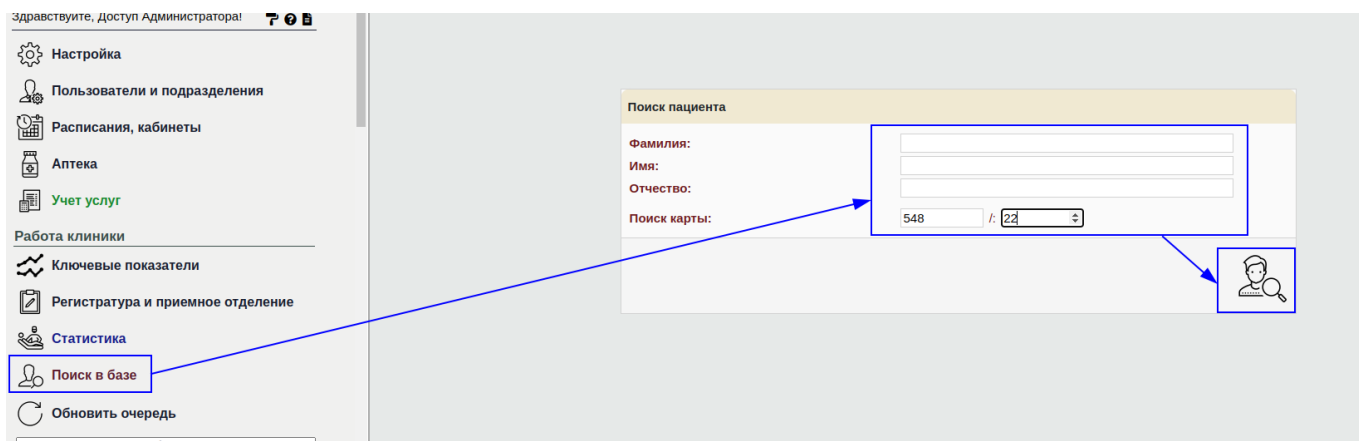 Здравствуйте, Доступ Администратора!
Настройка
Пользователи и подразделения
Расписания, кабинеты
Аптека
Учет услуг
Работа клиники
Ключевые показатели
Регистратура и приемное отделение
Статистика
Поиск в базе
Обновить очередь
Поиск пациента
Фамилия:
Имя:
Отчество:
Поиск карты: 548 /: 22